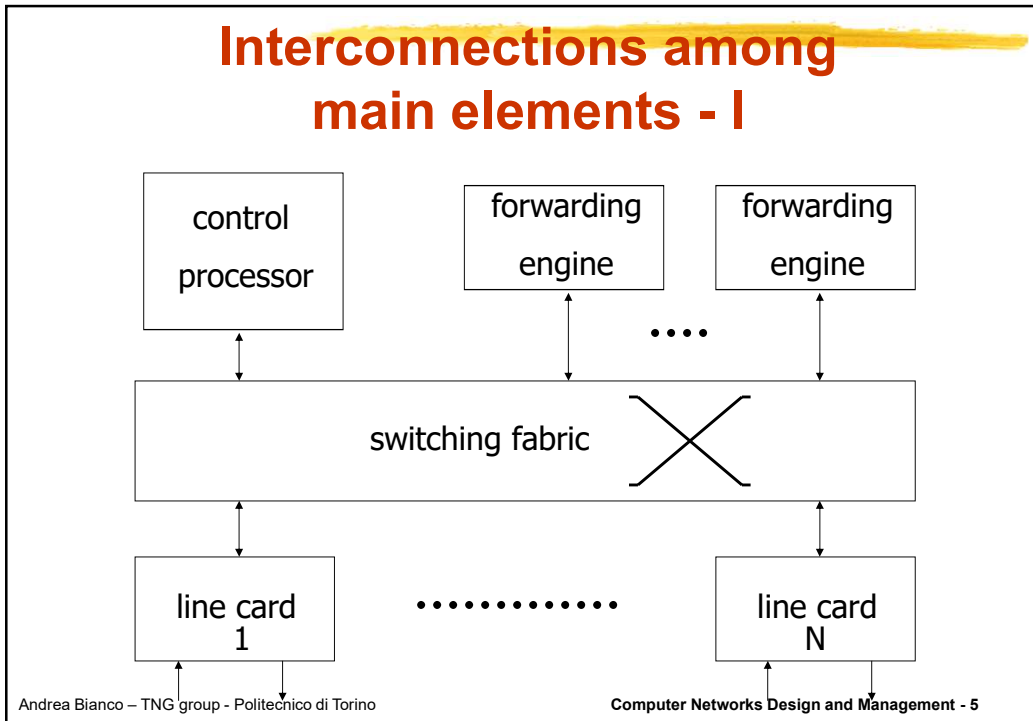 Interconnections among
main elements - I
control
processor
forwarding
engine
forwarding
engine
switching fabric
line card
1
line card
N
Andrea Bianco – TNG group - Politecnico di Torino
Computer Networks Design and Management - 5